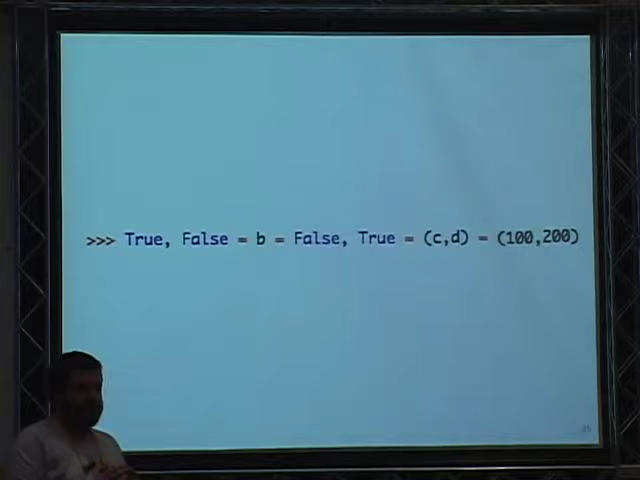 >>> True, False = b = False, True = (c,d) = (100,200)